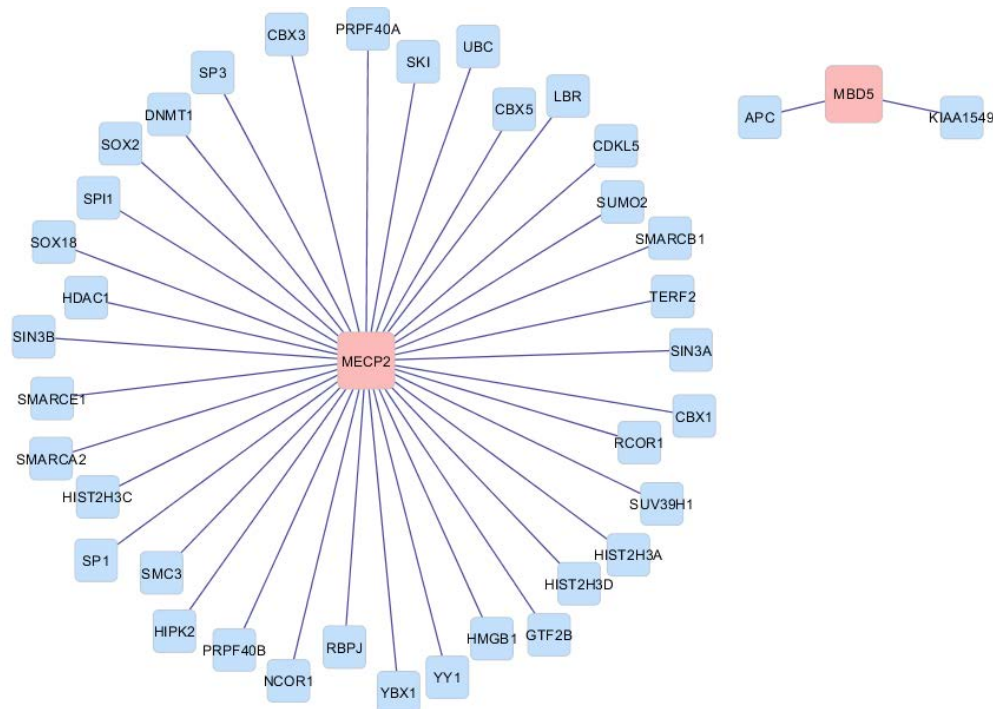 PRPF40A
CBX3
UBC
SKI
SP3
LBR
CBX5
DNMT1
SOX2
CDKL5
SPI1
SUMO2
SOX18
SMARCB1
HDAC1
TERF2
SIN3B
SIN3A
MECP2
SMARCE1
CBX1
SMARCA2
RCOR1
HIST2H3C
SUV39H1
SP1
SMC3
HIST2H3A
HIST2H3D
HIPK2
GTF2B
PRPF40B
RBPJ
HMGB1
NCOR1
YY1
YBX1
MBD5
APC
KIAA1549